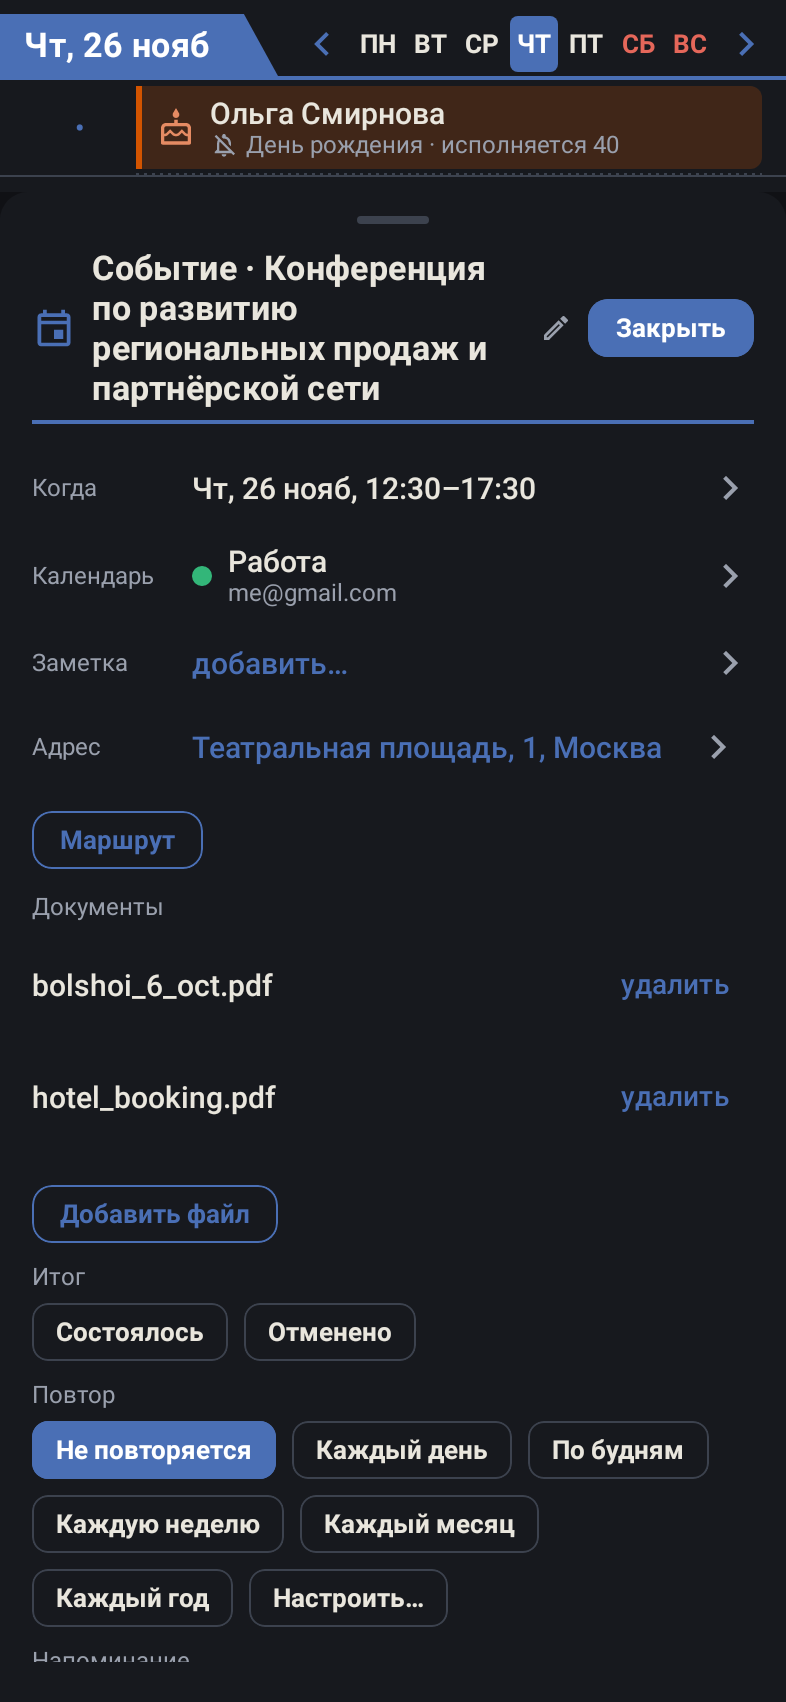 Чт, 26 нояб
ПН ВТ СР ЧТ ПТ СБ ВС
Ольга Смирнова
День рождения · исполняется 40
Событие · Конференция
по развитию
региональных продаж и
партнёрской сети
Закрыть
Когда
Чт, 26 нояб, 12:30–17:30
Календарь
Работа
me@gmail.com
Заметка
добавить…
Адрес
Театральная площадь, 1, Москва
Маршрут
Документы
bolshoi_6_oct.pdf
удалить
hotel_booking.pdf
удалить
Добавить файл
Итог
Состоялось
Отменено
Повтор
Не повторяется
Каждый день
По будням
Каждую неделю
Каждый месяц
Каждый год
Настроить…
Напоминание